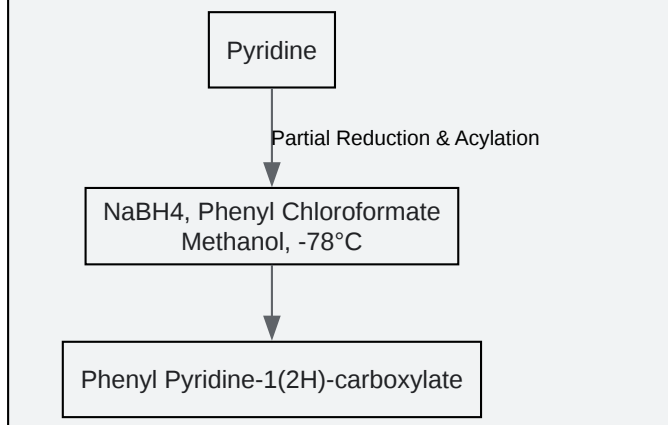 Pyridine
Partial Reduction & Acylation
NaBH4, Phenyl Chloroformate
Methanol, -78°C
Phenyl Pyridine-1(2H)-carboxylate